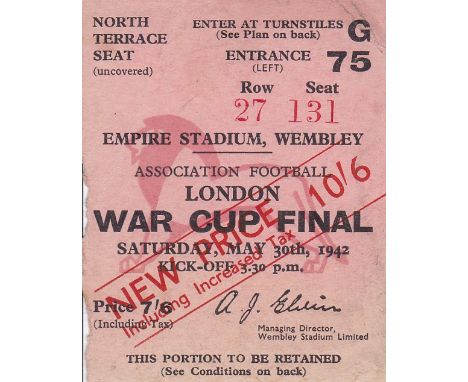 NORTH
TERRACE
SEAT
(uncovered)
ENTER AT TURNSTILES
(See Plan on back)
G
ENTRANCE
(LEFT)
75
Row Seat
27 131
EMPIRE STADIUM, WEMBLEY
ASSOCIATION FOOTBALL
LONDON
WAR CUP FINAL
SATURDAY, MAY 30th, 1942
KICK-OFF 3.30 p.m.
NEW PRICE 10/6
Including Increased Tax
Price 7/6
(Including Tax)
A. J. Elvin
Managing Director,
Wembley Stadium Limited
THIS PORTION TO BE RETAINED
(See Conditions on back)